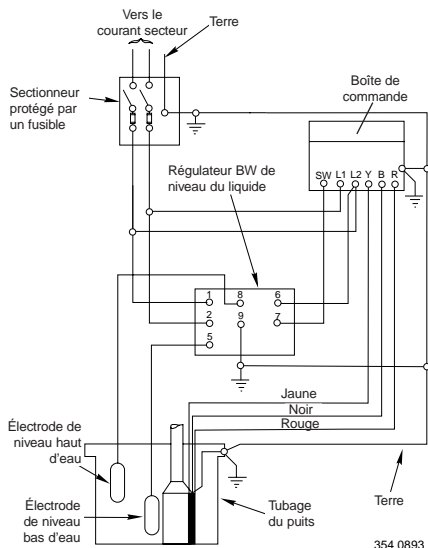 Vers le
courant secteur
Terre
Sectionneur
protégé par
un fusible
Boîte de
commande
Régulateur BW de
niveau du liquide
SW L1 L2 Y B R
1 8 6
2 9 7
5
Jaune
Noir
Rouge
Électrode de
niveau haut
d'eau
Électrode
de niveau
bas d'eau
Tubage
du puits
Terre
354 0893